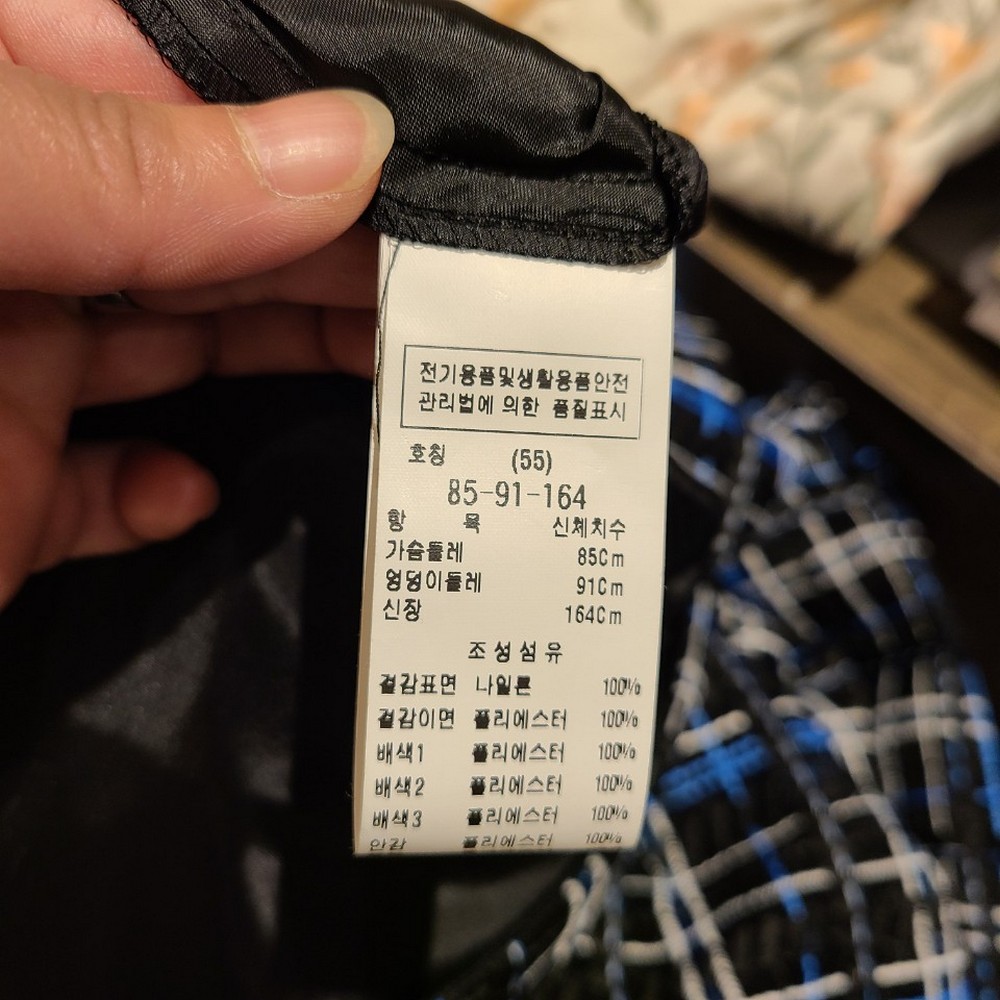 전기용품및생활용품안전
관리법에 의한 품질표시
호칭 (55)
85-91-164
항 목 신체치수
가슴둘레 85Cm
엉덩이둘레 91Cm
신장 164Cm
조성섬유
겉감표면 나일론 100%
겉감이면 폴리에스터 100%
배색1 폴리에스터 100%
배색2 폴리에스터 100%
배색3 폴리에스터 100%
안감 폴리에스터 100%